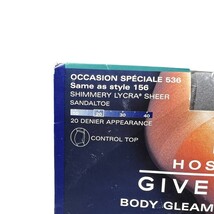 OCCASION SPÉCIALE 536
Same as style 156
SHIMMERY LYCRA® SHEER
SANDALTOE
20 30 40
20 DENIER APPEARANCE
CONTROL TOP
HOS
GIVE
BODY GLEAM